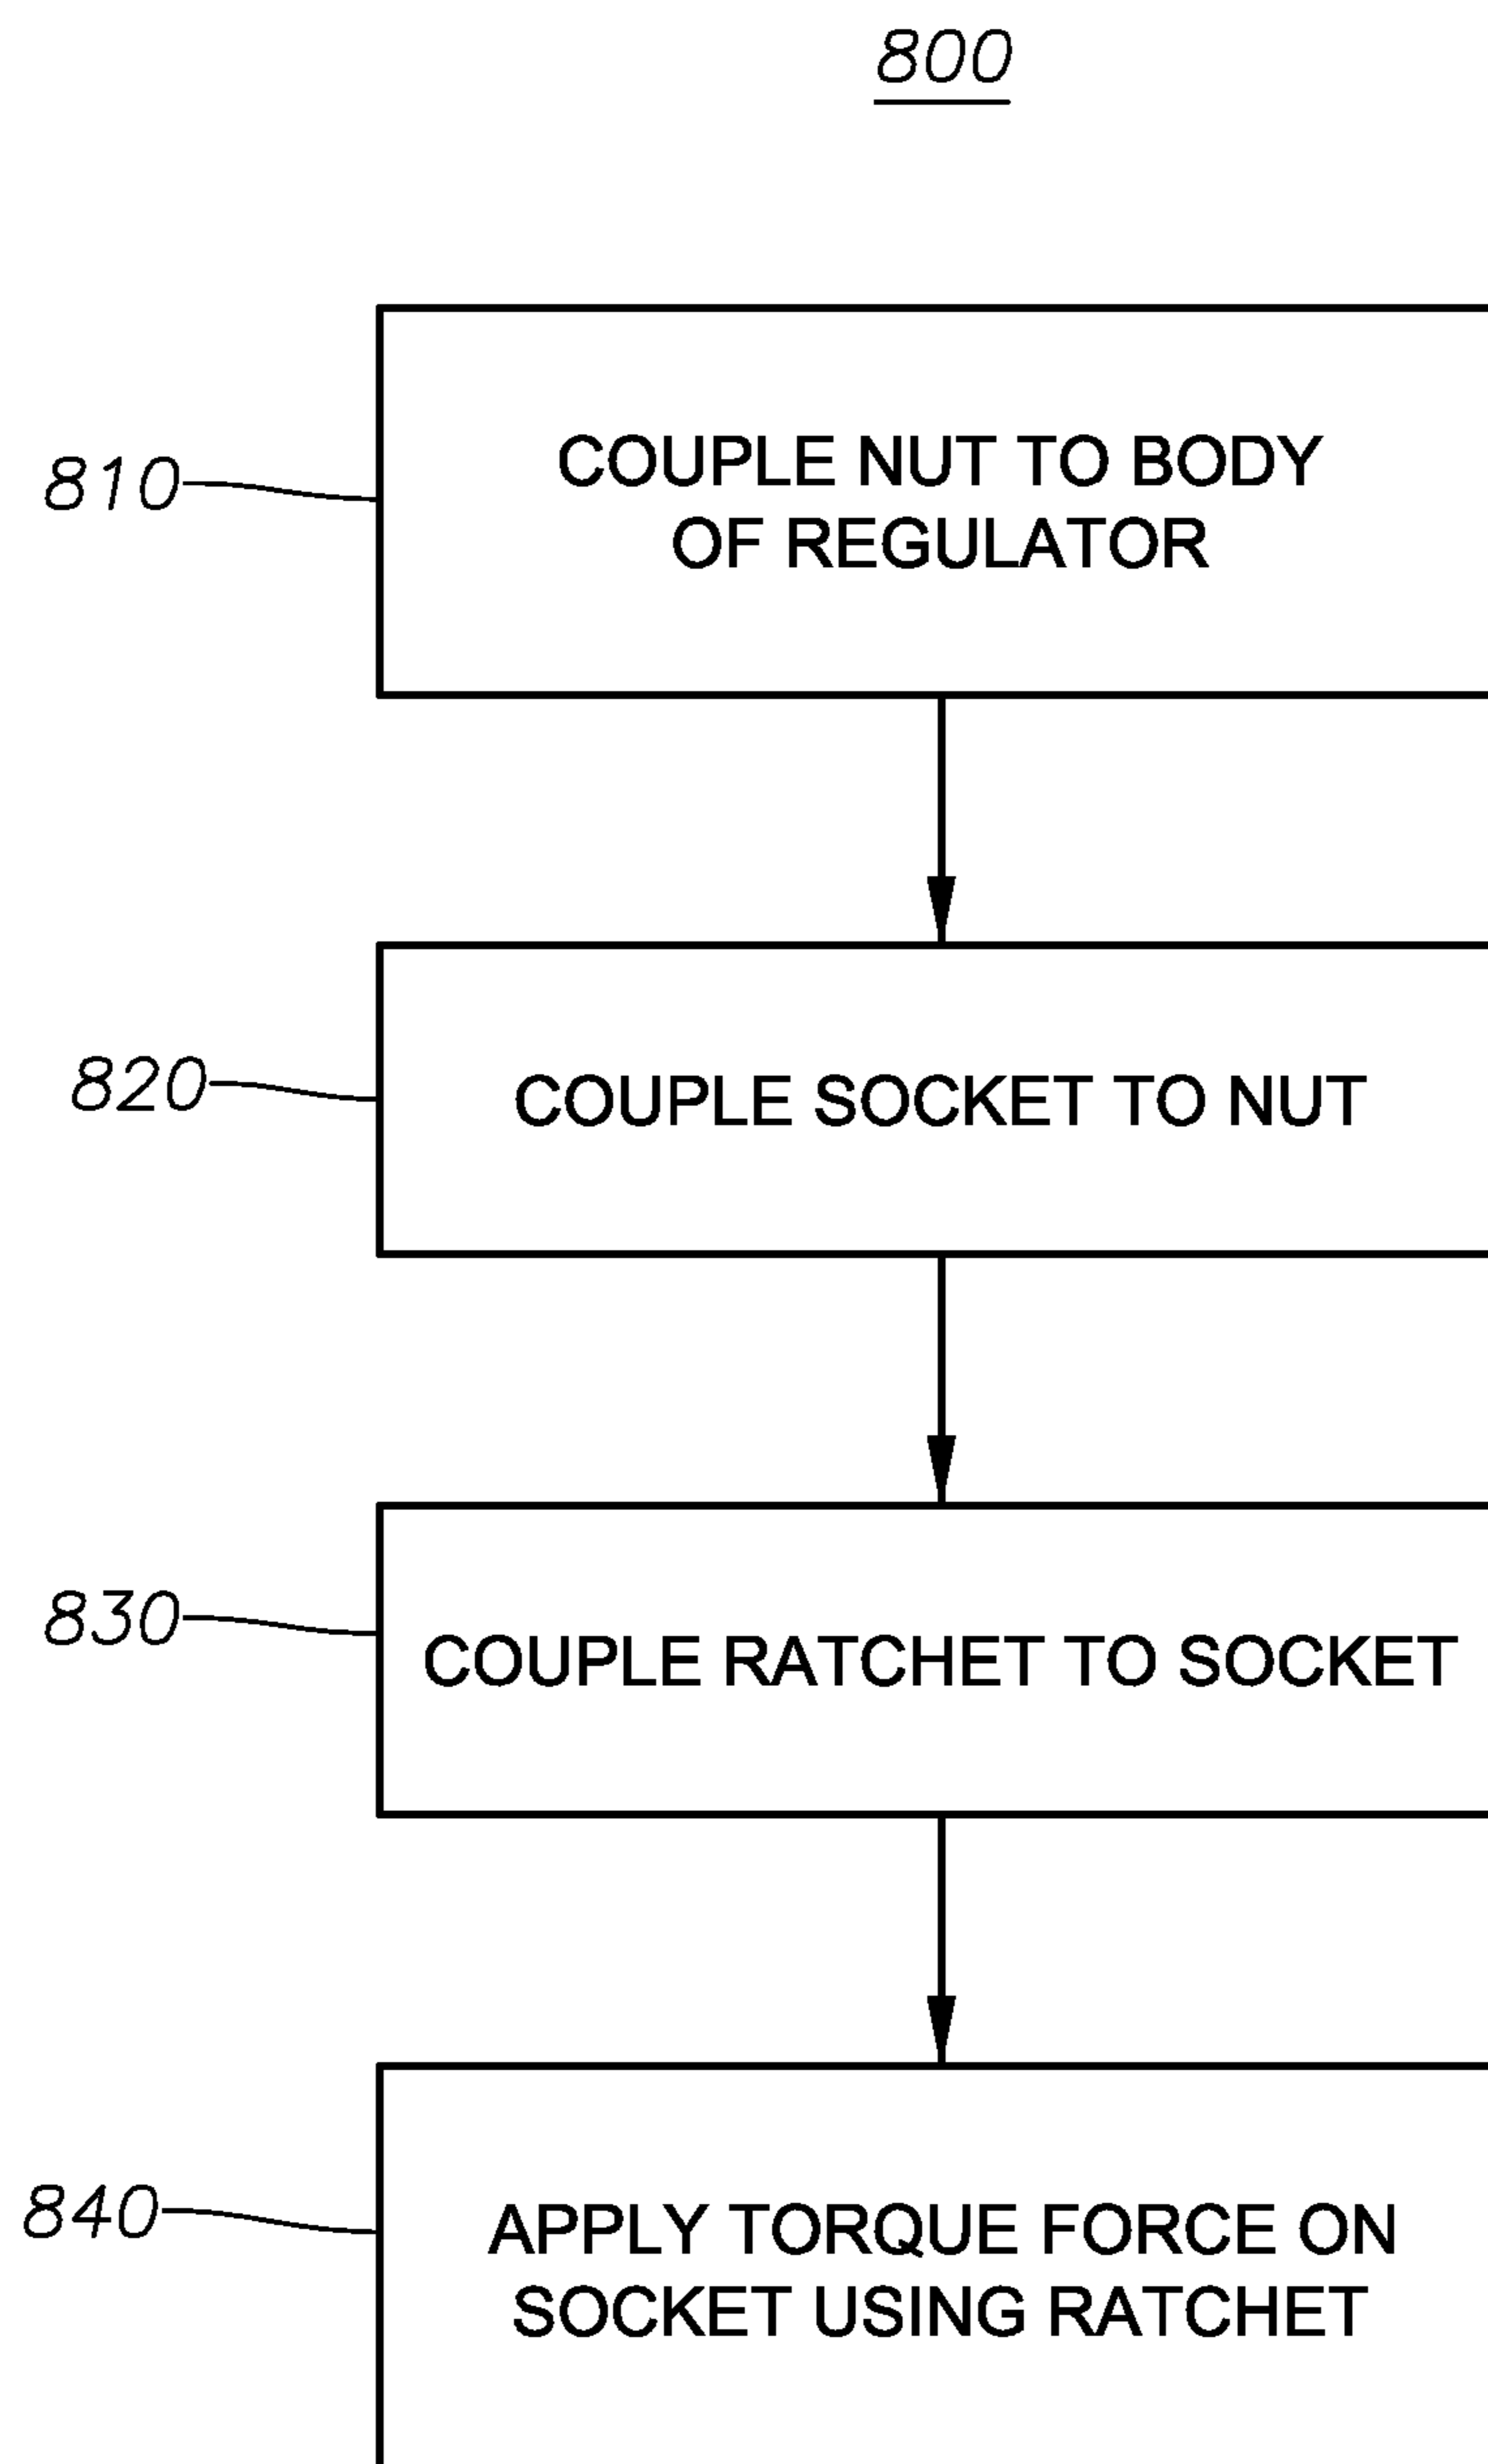 800
810
COUPLE NUT TO BODY
OF REGULATOR
820
COUPLE SOCKET TO NUT
830
COUPLE RATCHET TO SOCKET
840
APPLY TORQUE FORCE ON
SOCKET USING RATCHET